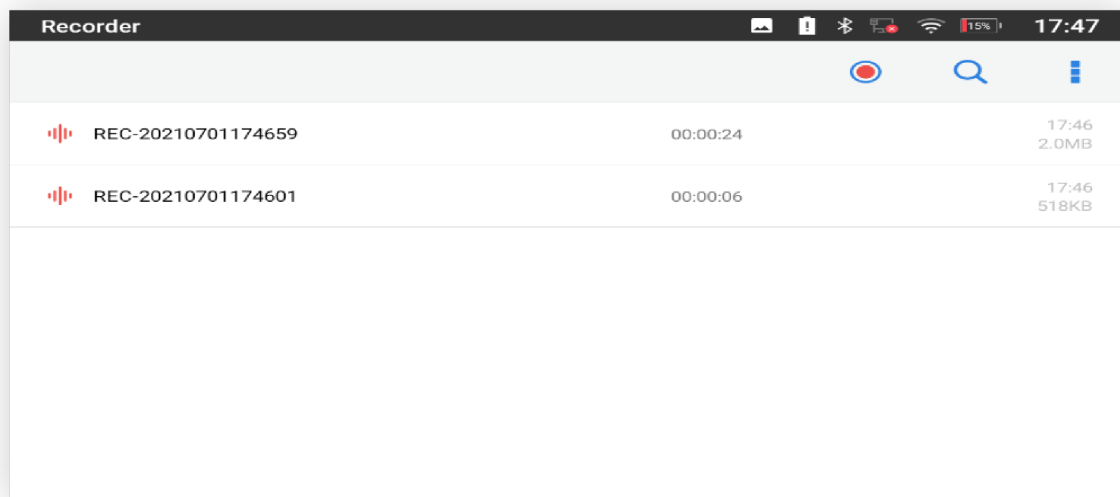 Recorder 15% 17:47
REC-20210701174659 00:00:24 17:46
2.0MB
REC-20210701174601 00:00:06 17:46
518KB